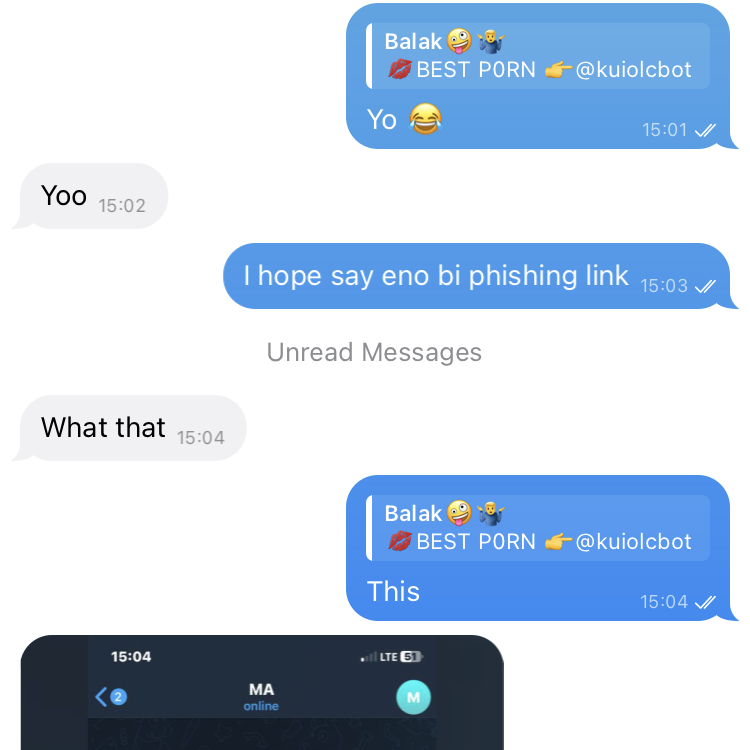 Balak🤪🤷‍♂️
💋BEST P0RN 👉@kuiolcbot
Yo 😂
15:01
Yoo 15:02
I hope say eno bi phishing link 15:03
Unread Messages
What that 15:04
Balak🤪🤷‍♂️
💋BEST P0RN 👉@kuiolcbot
This
15:04
15:04 LTE 51
2 MA M
online